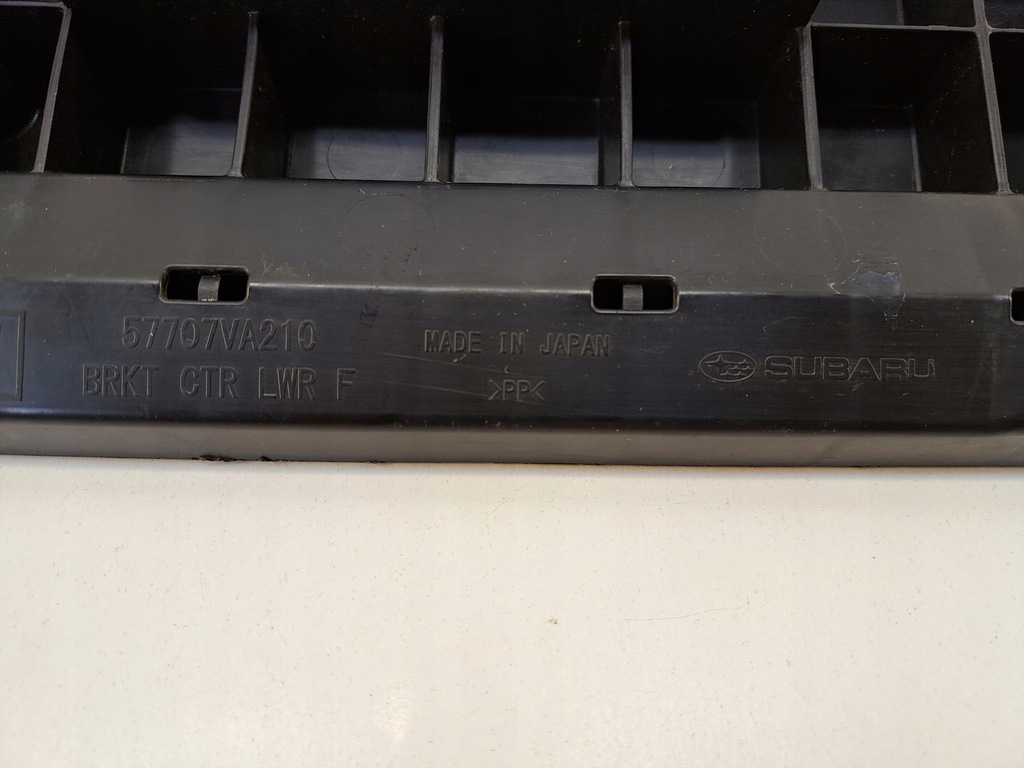 57707VA210
BRKT CTR LWR F
MADE IN JAPAN
>PP<
SUBARU